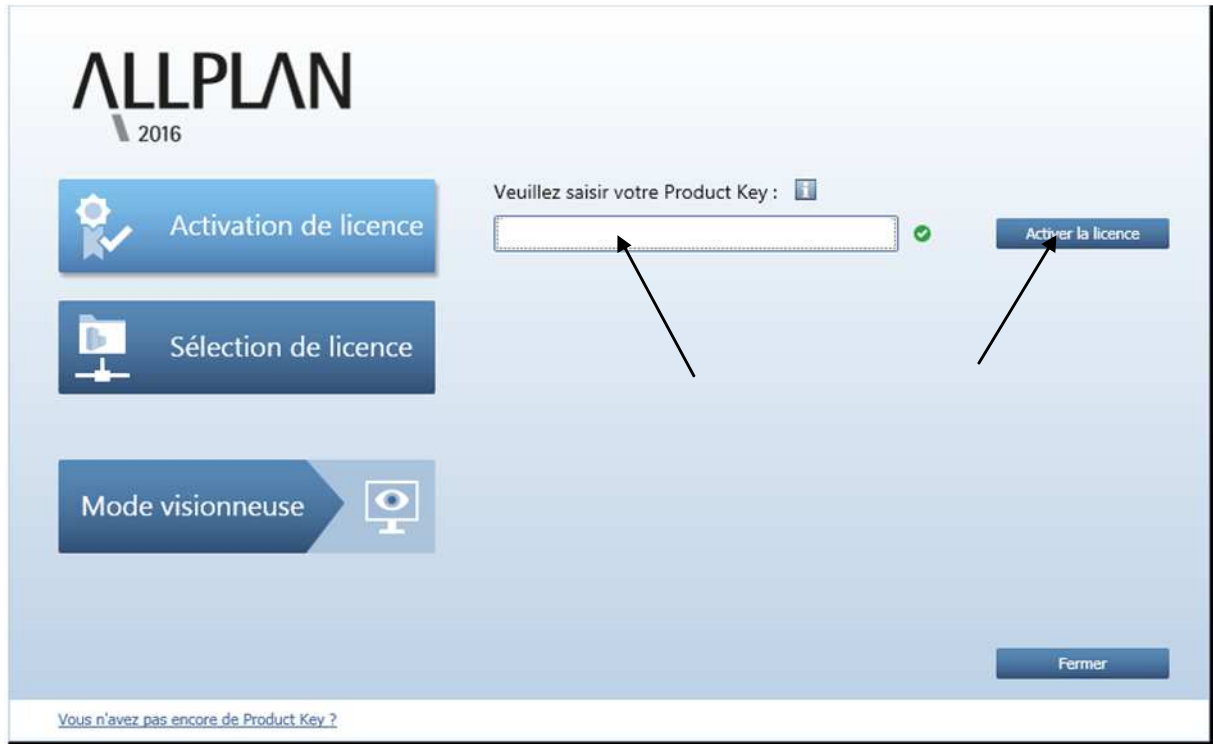 ALLPLAN
2016
Activation de licence
Veuillez saisir votre Product Key :
Activer la licence
Sélection de licence
Mode visionneuse
Fermer
Vous n'avez pas encore de Product Key ?